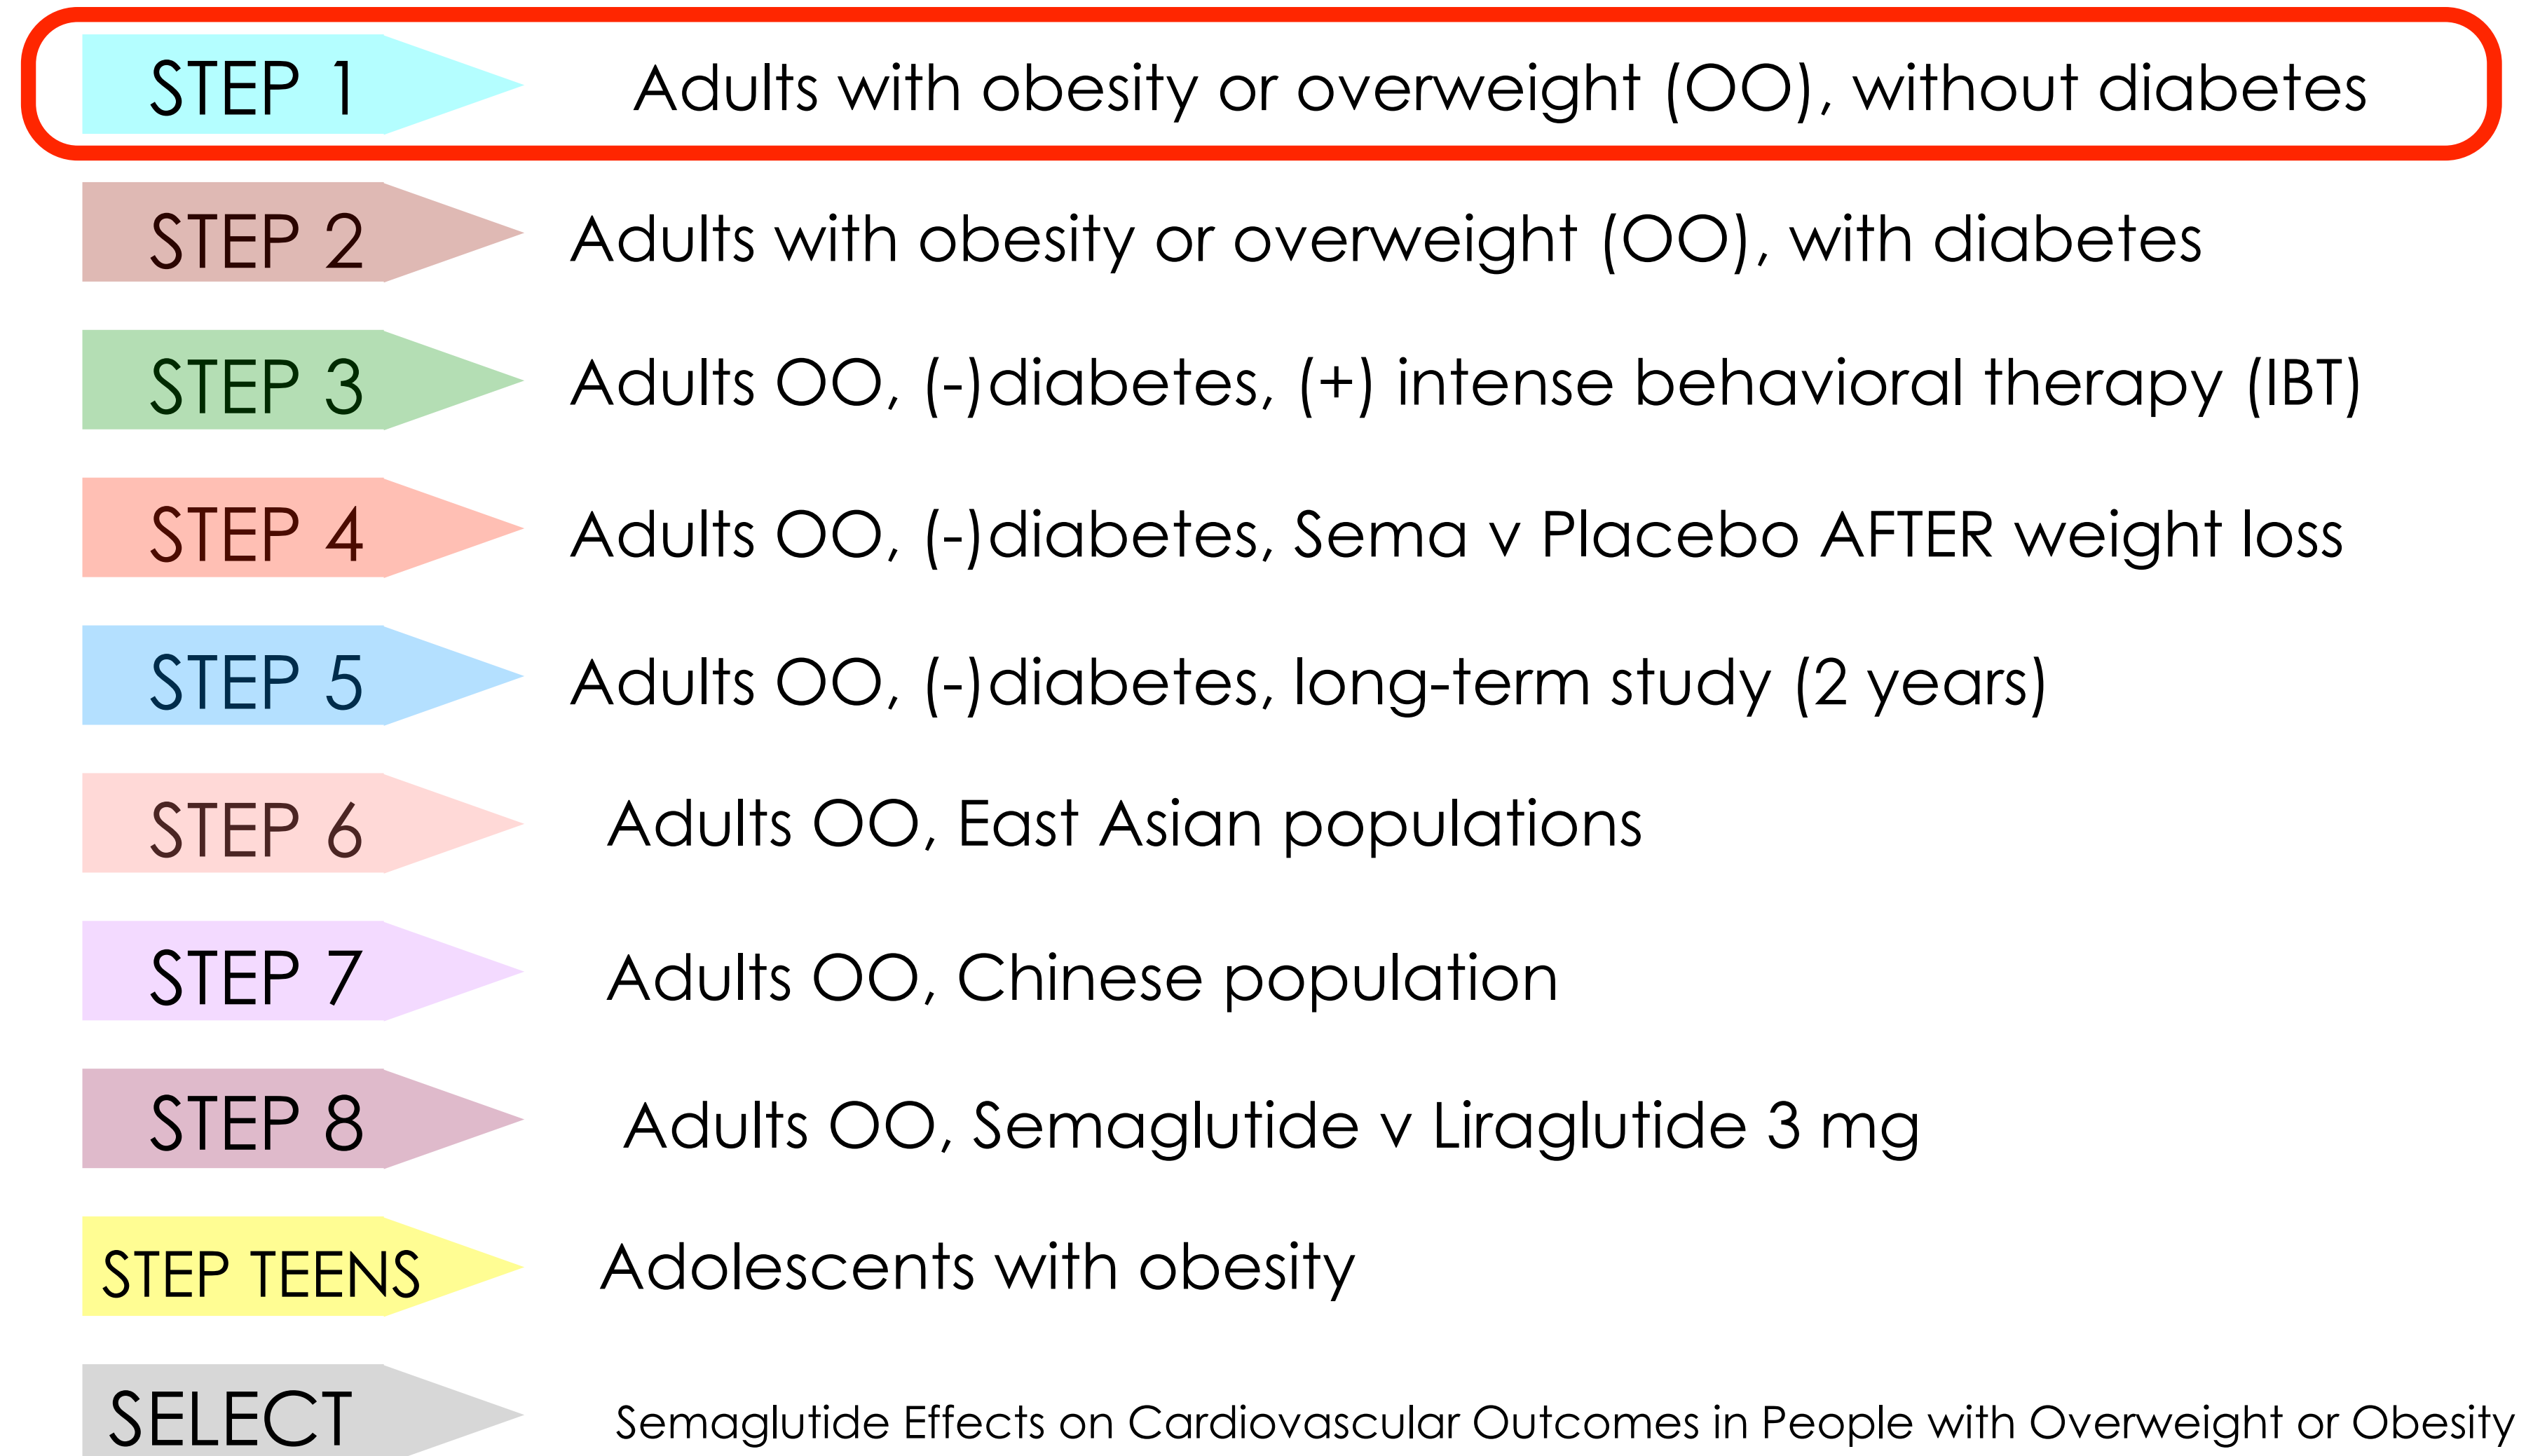 STEP 1 Adults with obesity or overweight (OO), without diabetes
STEP 2 Adults with obesity or overweight (OO), with diabetes
STEP 3 Adults OO, (-)diabetes, (+) intense behavioral therapy (IBT)
STEP 4 Adults OO, (-)diabetes, Sema v Placebo AFTER weight loss
STEP 5 Adults OO, (-)diabetes, long-term study (2 years)
STEP 6 Adults OO, East Asian populations
STEP 7 Adults OO, Chinese population
STEP 8 Adults OO, Semaglutide v Liraglutide 3 mg
STEP TEENS Adolescents with obesity
SELECT Semaglutide Effects on Cardiovascular Outcomes in People with Overweight or Obesity